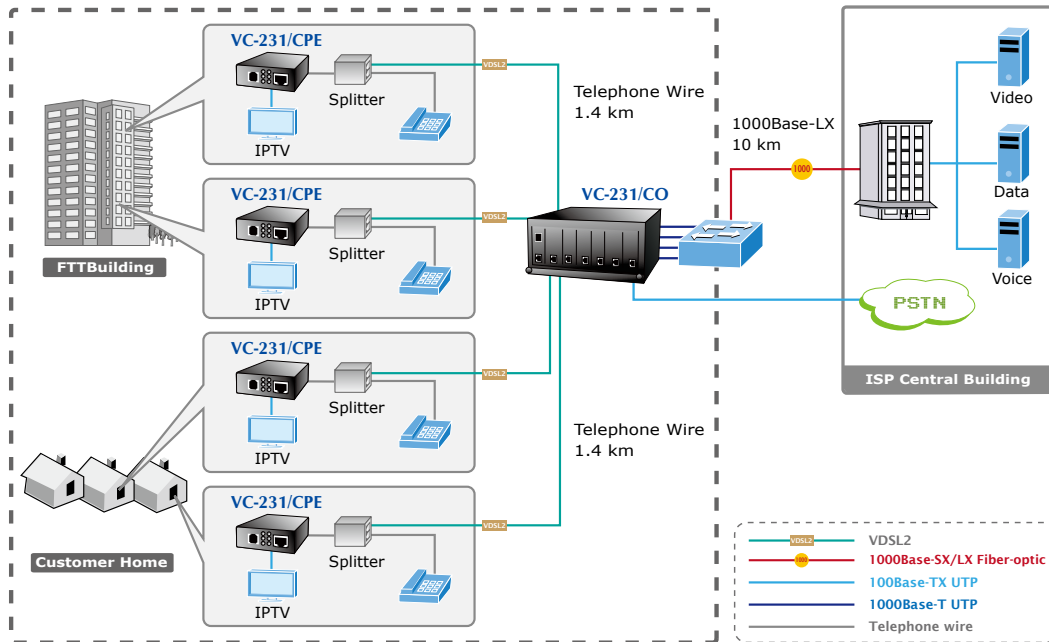 VC-231/CPE
VDSL2
Splitter
IPTV
Telephone Wire
1.4 km
VC-231/CPE
VDSL2
Splitter
IPTV
FTTBuilding
VC-231/CO
1000Base-LX
10 km
1000
Video
Data
Voice
PSTN
ISP Central Building
VC-231/CPE
VDSL2
Splitter
IPTV
Telephone Wire
1.4 km
VC-231/CPE
VDSL2
Splitter
IPTV
Customer Home
VDSL2
VDSL2
1000
1000Base-SX/LX Fiber-optic
100Base-TX UTP
1000Base-T UTP
Telephone wire